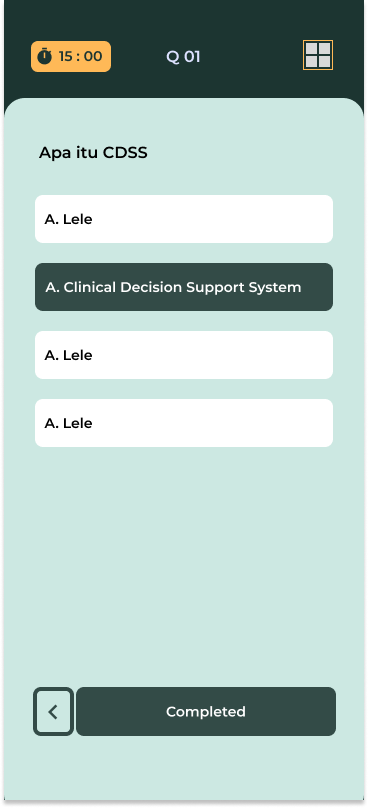 15 : 00
Q 01
Apa itu CDSS
A. Lele
A. Clinical Decision Support System
A. Lele
A. Lele
Completed